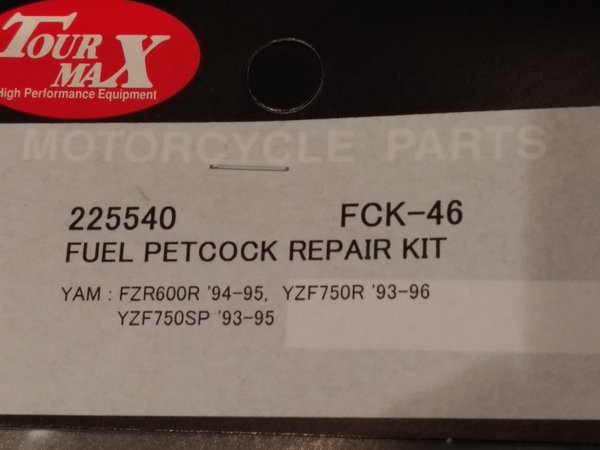 TOUR MAX
High Performance Equipment
MOTORCYCLE PARTS
225540 FCK-46
FUEL PETCOCK REPAIR KIT
YAM : FZR600R '94-95, YZF750R '93-96
YZF750SP '93-95